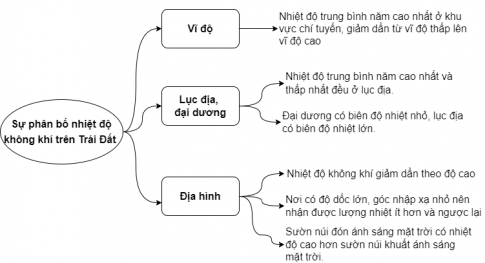 Sự phân bố nhiệt độ
không khí trên Trái Đất
Vĩ độ
Nhiệt độ trung bình năm cao nhất ở khu
vực chí tuyến, giảm dần từ vĩ độ thấp lên
vĩ độ cao
Lục địa,
đại dương
Nhiệt độ trung bình năm cao nhất và
thấp nhất đều ở lục địa.
Đại dương có biên độ nhiệt nhỏ, lục địa
có biên độ nhiệt lớn.
Địa hình
Nhiệt độ không khí giảm dần theo độ cao
Nơi có độ dốc lớn, góc nhập xạ nhỏ nên
nhận được lượng nhiệt ít hơn và ngược lại
Sườn núi đón ánh sáng mặt trời có nhiệt
độ cao hơn sườn núi khuất ánh sáng
mặt trời.